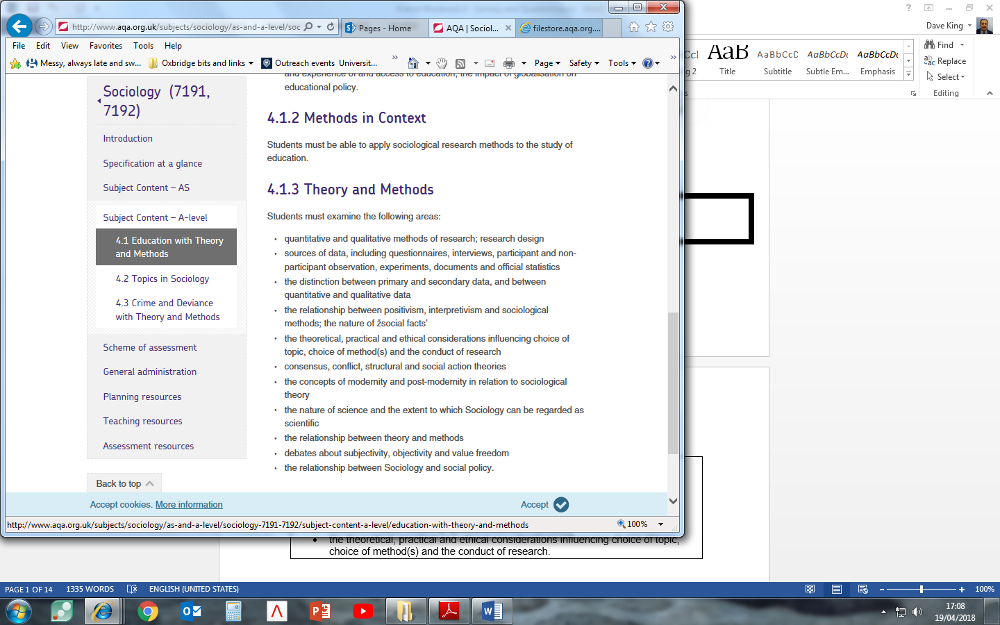 http://www.aqa.org.uk/subjects/sociology/as-and-a-level/soc
Pages - Home
AQA | Sociol...
filestore.aqa.org....
File Edit View Favorites Tools Help
Messy, always late and sw...
Oxbridge bits and links
Outreach events Universit...
Page
Safety
Tools
Dave King
g 2
AaB
Title
AaBbCcD
Subtitle
AaBbCcDc
Subtle Em...
AaBbCcDc
Emphasis
Find
Replace
Select
Editing
Sociology (7191,
7192)
Introduction
Specification at a glance
Subject Content – AS
Subject Content – A-level
4.1 Education with Theory
and Methods
4.2 Topics in Sociology
4.3 Crime and Deviance
with Theory and Methods
Scheme of assessment
General administration
Planning resources
Teaching resources
Assessment resources
Back to top
and experience of and access to education; the impact of globalisation on
educational policy.
4.1.2 Methods in Context
Students must be able to apply sociological research methods to the study of
education.
4.1.3 Theory and Methods
Students must examine the following areas:
• quantitative and qualitative methods of research; research design
• sources of data, including questionnaires, interviews, participant and non-
participant observation, experiments, documents and official statistics
• the distinction between primary and secondary data, and between
quantitative and qualitative data
• the relationship between positivism, interpretivism and sociological
methods; the nature of žsocial facts’
• the theoretical, practical and ethical considerations influencing choice of
topic, choice of method(s) and the conduct of research
• consensus, conflict, structural and social action theories
• the concepts of modernity and post-modernity in relation to sociological
theory
• the nature of science and the extent to which Sociology can be regarded as
scientific
• the relationship between theory and methods
• debates about subjectivity, objectivity and value freedom
• the relationship between Sociology and social policy.
Accept cookies. More information
Accept
http://www.aqa.org.uk/subjects/sociology/as-and-a-level/sociology-7191-7192/subject-content-a-level/education-with-theory-and-methods
100%
• the theoretical, practical and ethical considerations influencing choice of topic,
choice of method(s) and the conduct of research.
PAGE 1 OF 14
1335 WORDS
ENGLISH (UNITED STATES)
100%
17:08
19/04/2018